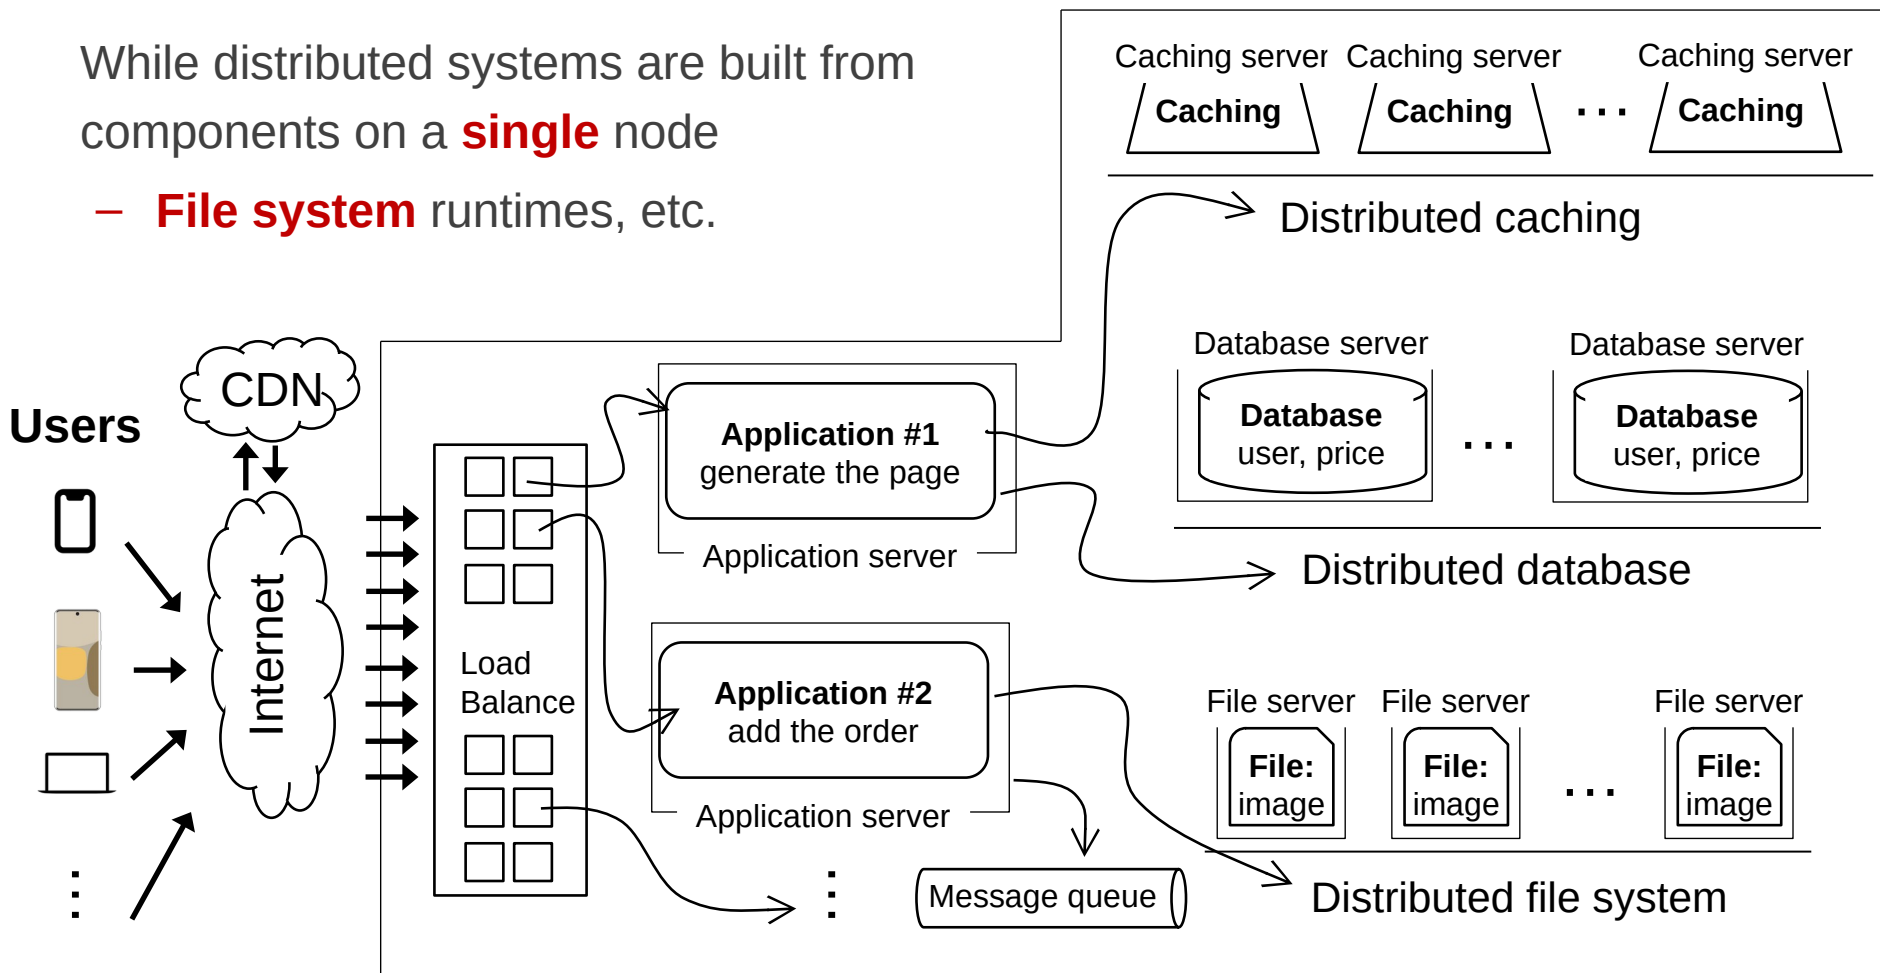 While distributed systems are built from
components on a single node
– File system runtimes, etc.
Caching server
Caching
Caching server
Caching
...
Caching server
Caching
Distributed caching
Users
CDN
Internet
Load
Balance
Application #1
generate the page
Application server
Application #2
add the order
Application server
Message queue
Database server
Database
user, price
...
Database server
Database
user, price
Distributed database
File server
File:
image
File server
File:
image
...
File server
File:
image
Distributed file system